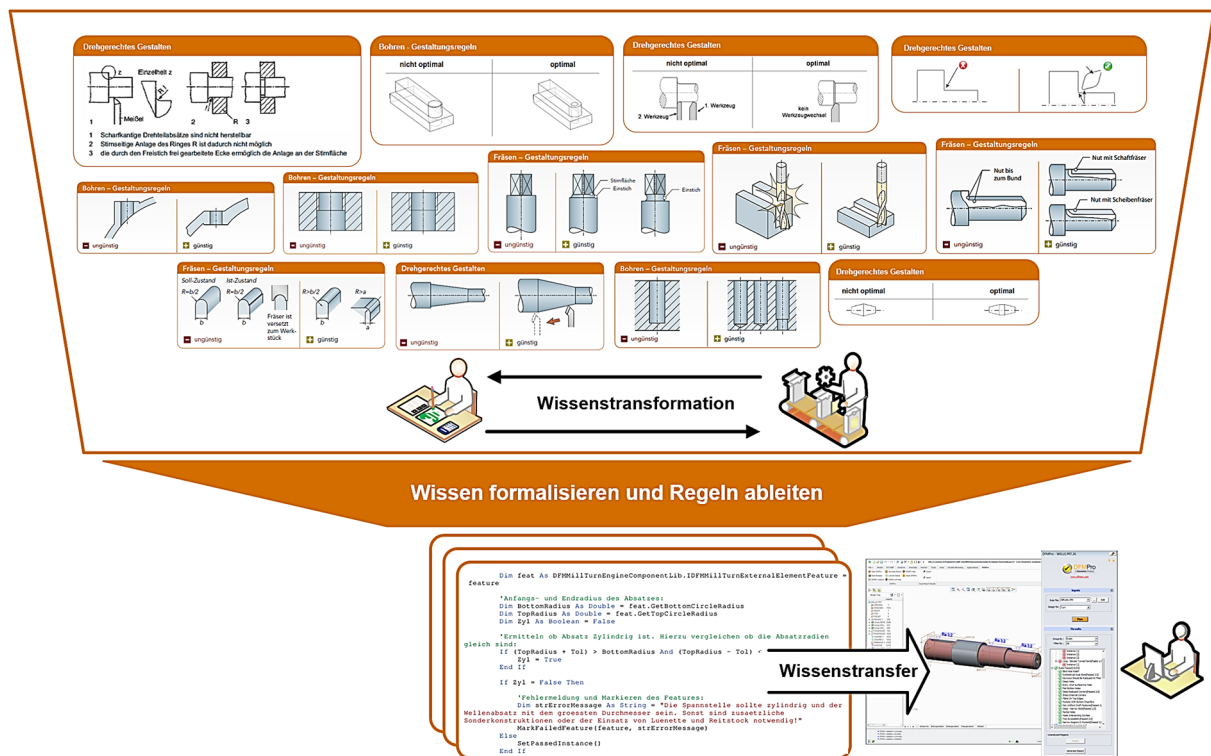 Drehgerechtes Gestalten
z
Einzelheit z
R !
Meißel
R
1
2
3
1 Scharfkantige Drehteilabsätze sind nicht herstellbar
2 Stirnseitige Anlage des Ringes R ist dadurch nicht möglich
3 die durch den Freistich frei gearbeitete Ecke ermöglich die Anlage an der Stirnfläche
Bohren - Gestaltungsregeln
nicht optimal
optimal
Drehgerechtes Gestalten
nicht optimal
optimal
1. Werkzeug
2. Werkzeug
kein
Werkzeugwechsel
Drehgerechtes Gestalten
Bohren – Gestaltungsregeln
ungünstig
günstig
Bohren – Gestaltungsregeln
ungünstig
günstig
Fräsen – Gestaltungsregeln
Stirnfläche
Einstich
Einstich
ungünstig
günstig
Fräsen – Gestaltungsregeln
ungünstig
günstig
Fräsen – Gestaltungsregeln
Nut bis
zum Bund
Nut mit Schaftfräser
Nut mit Scheibenfräser
ungünstig
günstig
Fräsen – Gestaltungsregeln
Soll-Zustand
Ist-Zustand
R=b/2
R=b/2
R>b/2
R>a
b
b
Fräser ist
versetzt
zum Werk-
stück
b
a
ungünstig
günstig
Drehgerechtes Gestalten
ungünstig
günstig
Bohren – Gestaltungsregeln
ungünstig
günstig
Drehgerechtes Gestalten
nicht optimal
optimal
Wissenstransformation
Wissen formalisieren und Regeln ableiten
Dim feat As DFMMillTurnEngineComponentLib.IDFMMillTurnExternalElementFeature =
feature
'Anfangs- und Endradius des Absatzes:
Dim BottomRadius As Double = feat.GetBottomCircleRadius
Dim TopRadius As Double = feat.GetTopCircleRadius
Dim Zyl As Boolean = False
'Ermitteln ob Absatz Zylindrig ist. Hierzu vergleichen ob die Absatzradien
gleich sind:
If (TopRadius + Tol) > BottomRadius And (TopRadius - Tol) <
Zyl = True
End If
If Zyl = False Then
'Fehlermeldung und Markieren des Features:
Dim strErrorMessage As String = "Die Spannstelle sollte zylindrig und der
Wellenabsatz mit dem groessten Durchmesser sein. Sonst sind zusaetzliche
Sonderkonstruktionen oder der Einsatz von Luenette und Reitstock notwendig!"
MarkFailedFeature(feature, strErrorMessage)
Else
SetPassedInstance()
End If
Wissenstransfer
DFMPro